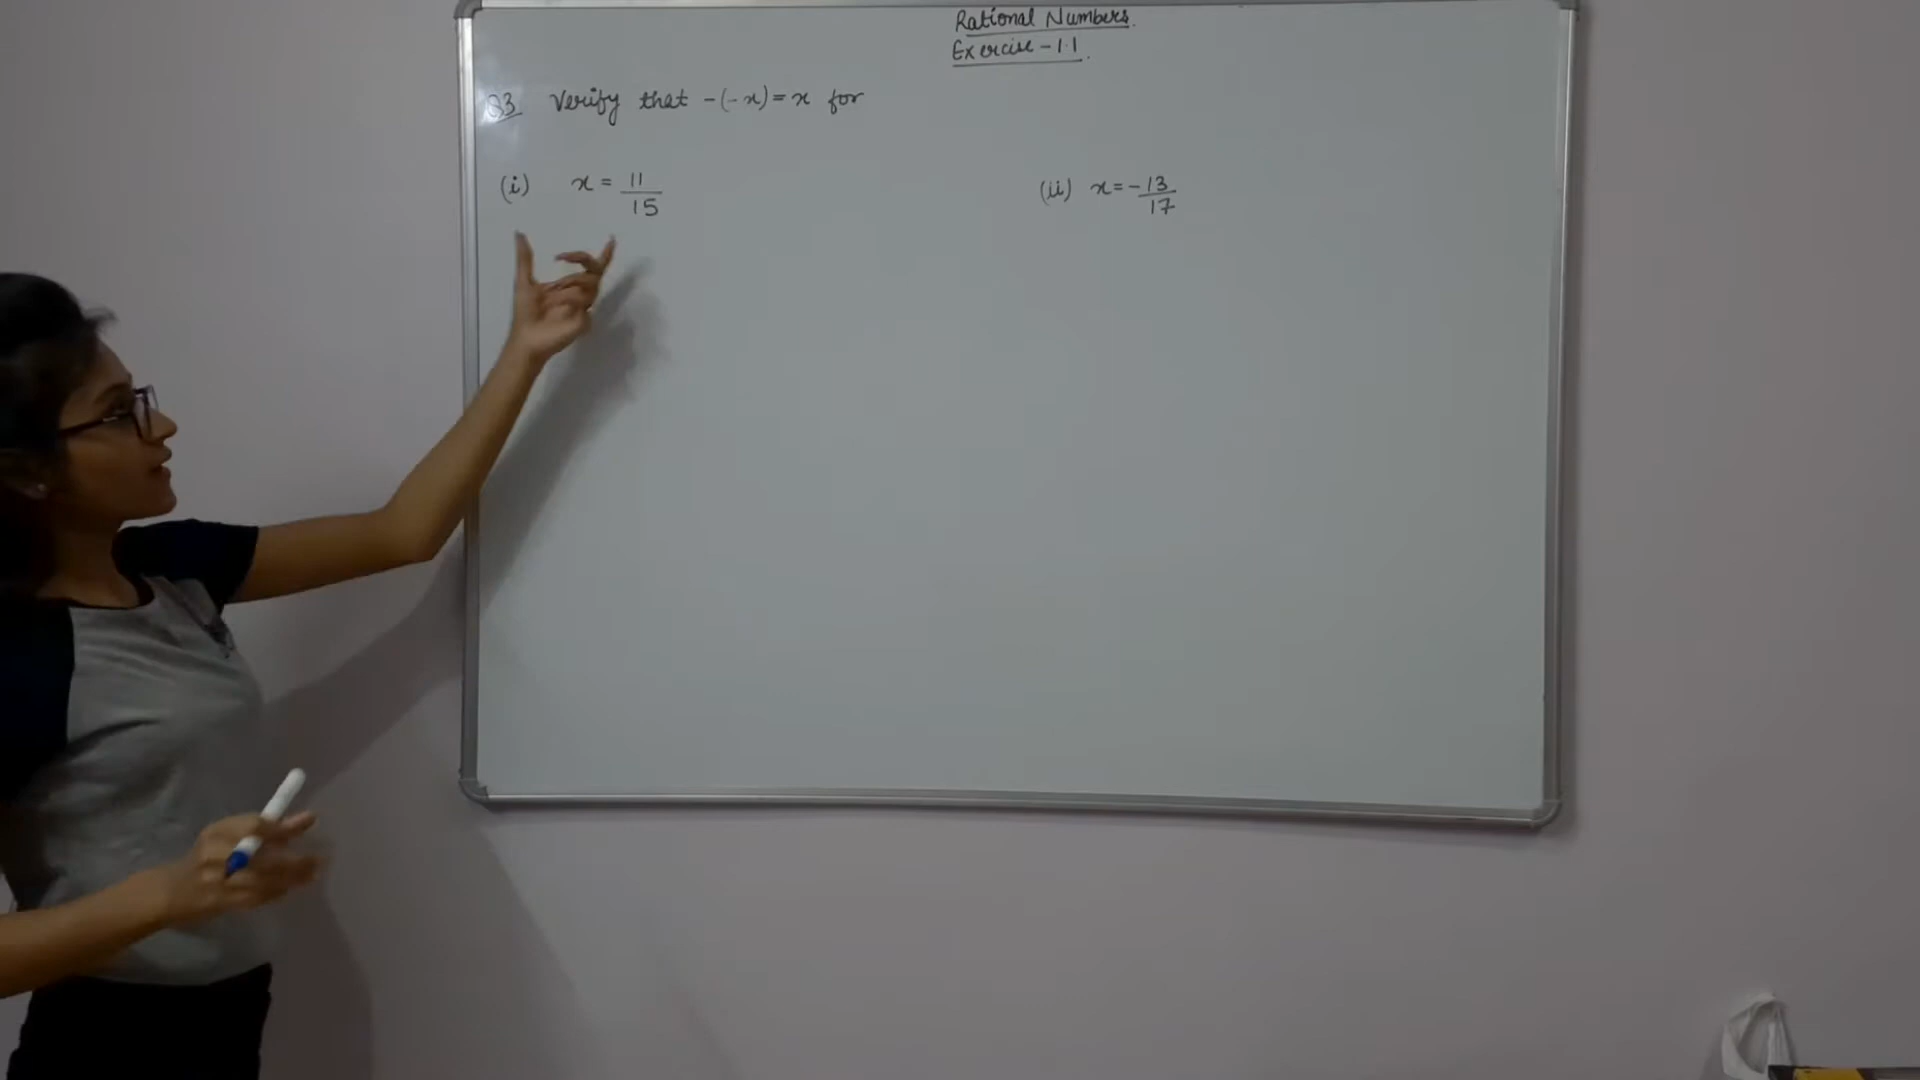 Rational Numbers.
Exercise - 1.1.
Q3 Verify that -(-x) = x for
(i) x = 11/15
(ii) x = -13/17